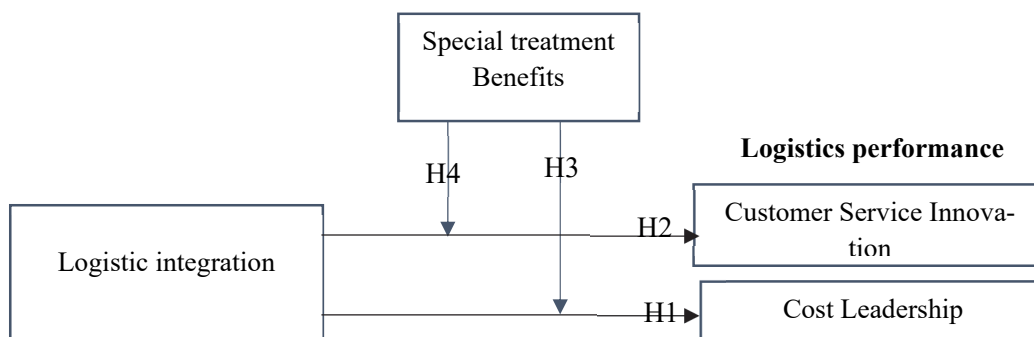 Special treatment
Benefits
Logistics performance
H4
H3
Customer Service Innova-
tion
H2
Logistic integration
H1
Cost Leadership